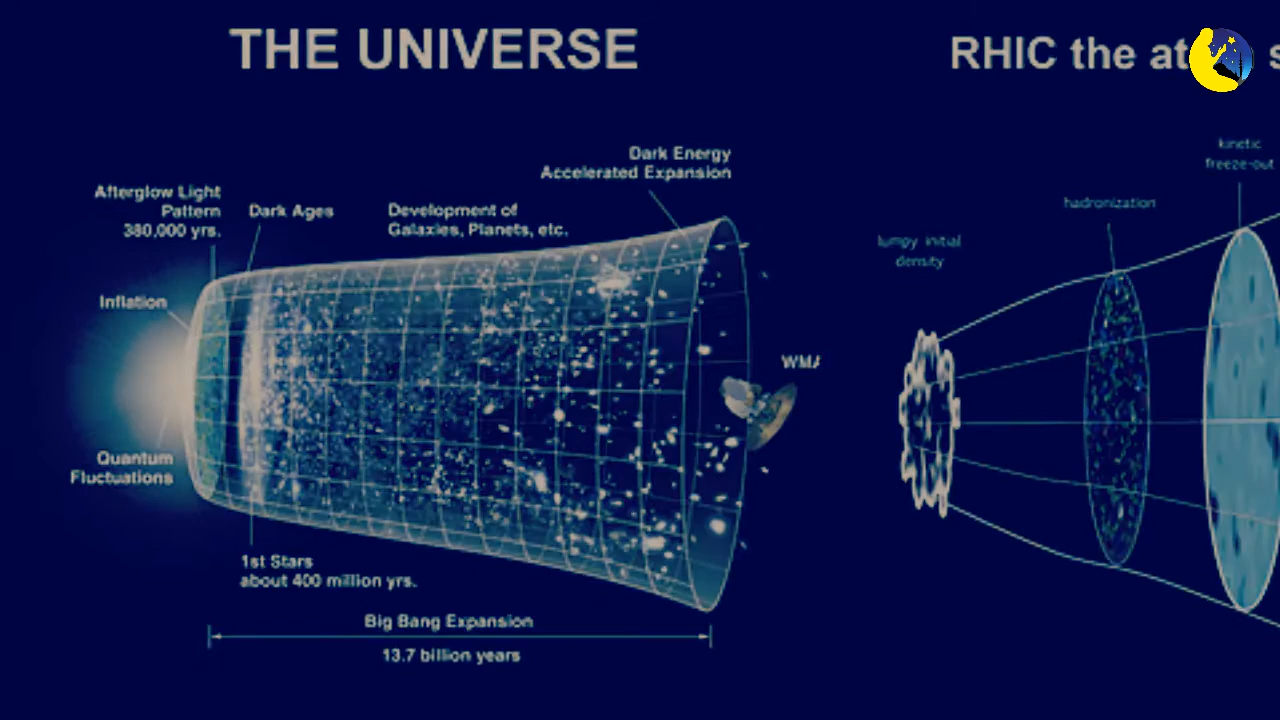 THE UNIVERSE
RHIC the
Dark Energy
Accelerated Expansion
Afterglow Light
Pattern
380,000 yrs.
Dark Ages
Development of
Galaxies, Planets, etc.
Inflation
Quantum
Fluctuations
1st Stars
about 400 million yrs.
Big Bang Expansion
13.7 billion years
kinetic
freeze-out
hadronization
lumpy initial
density